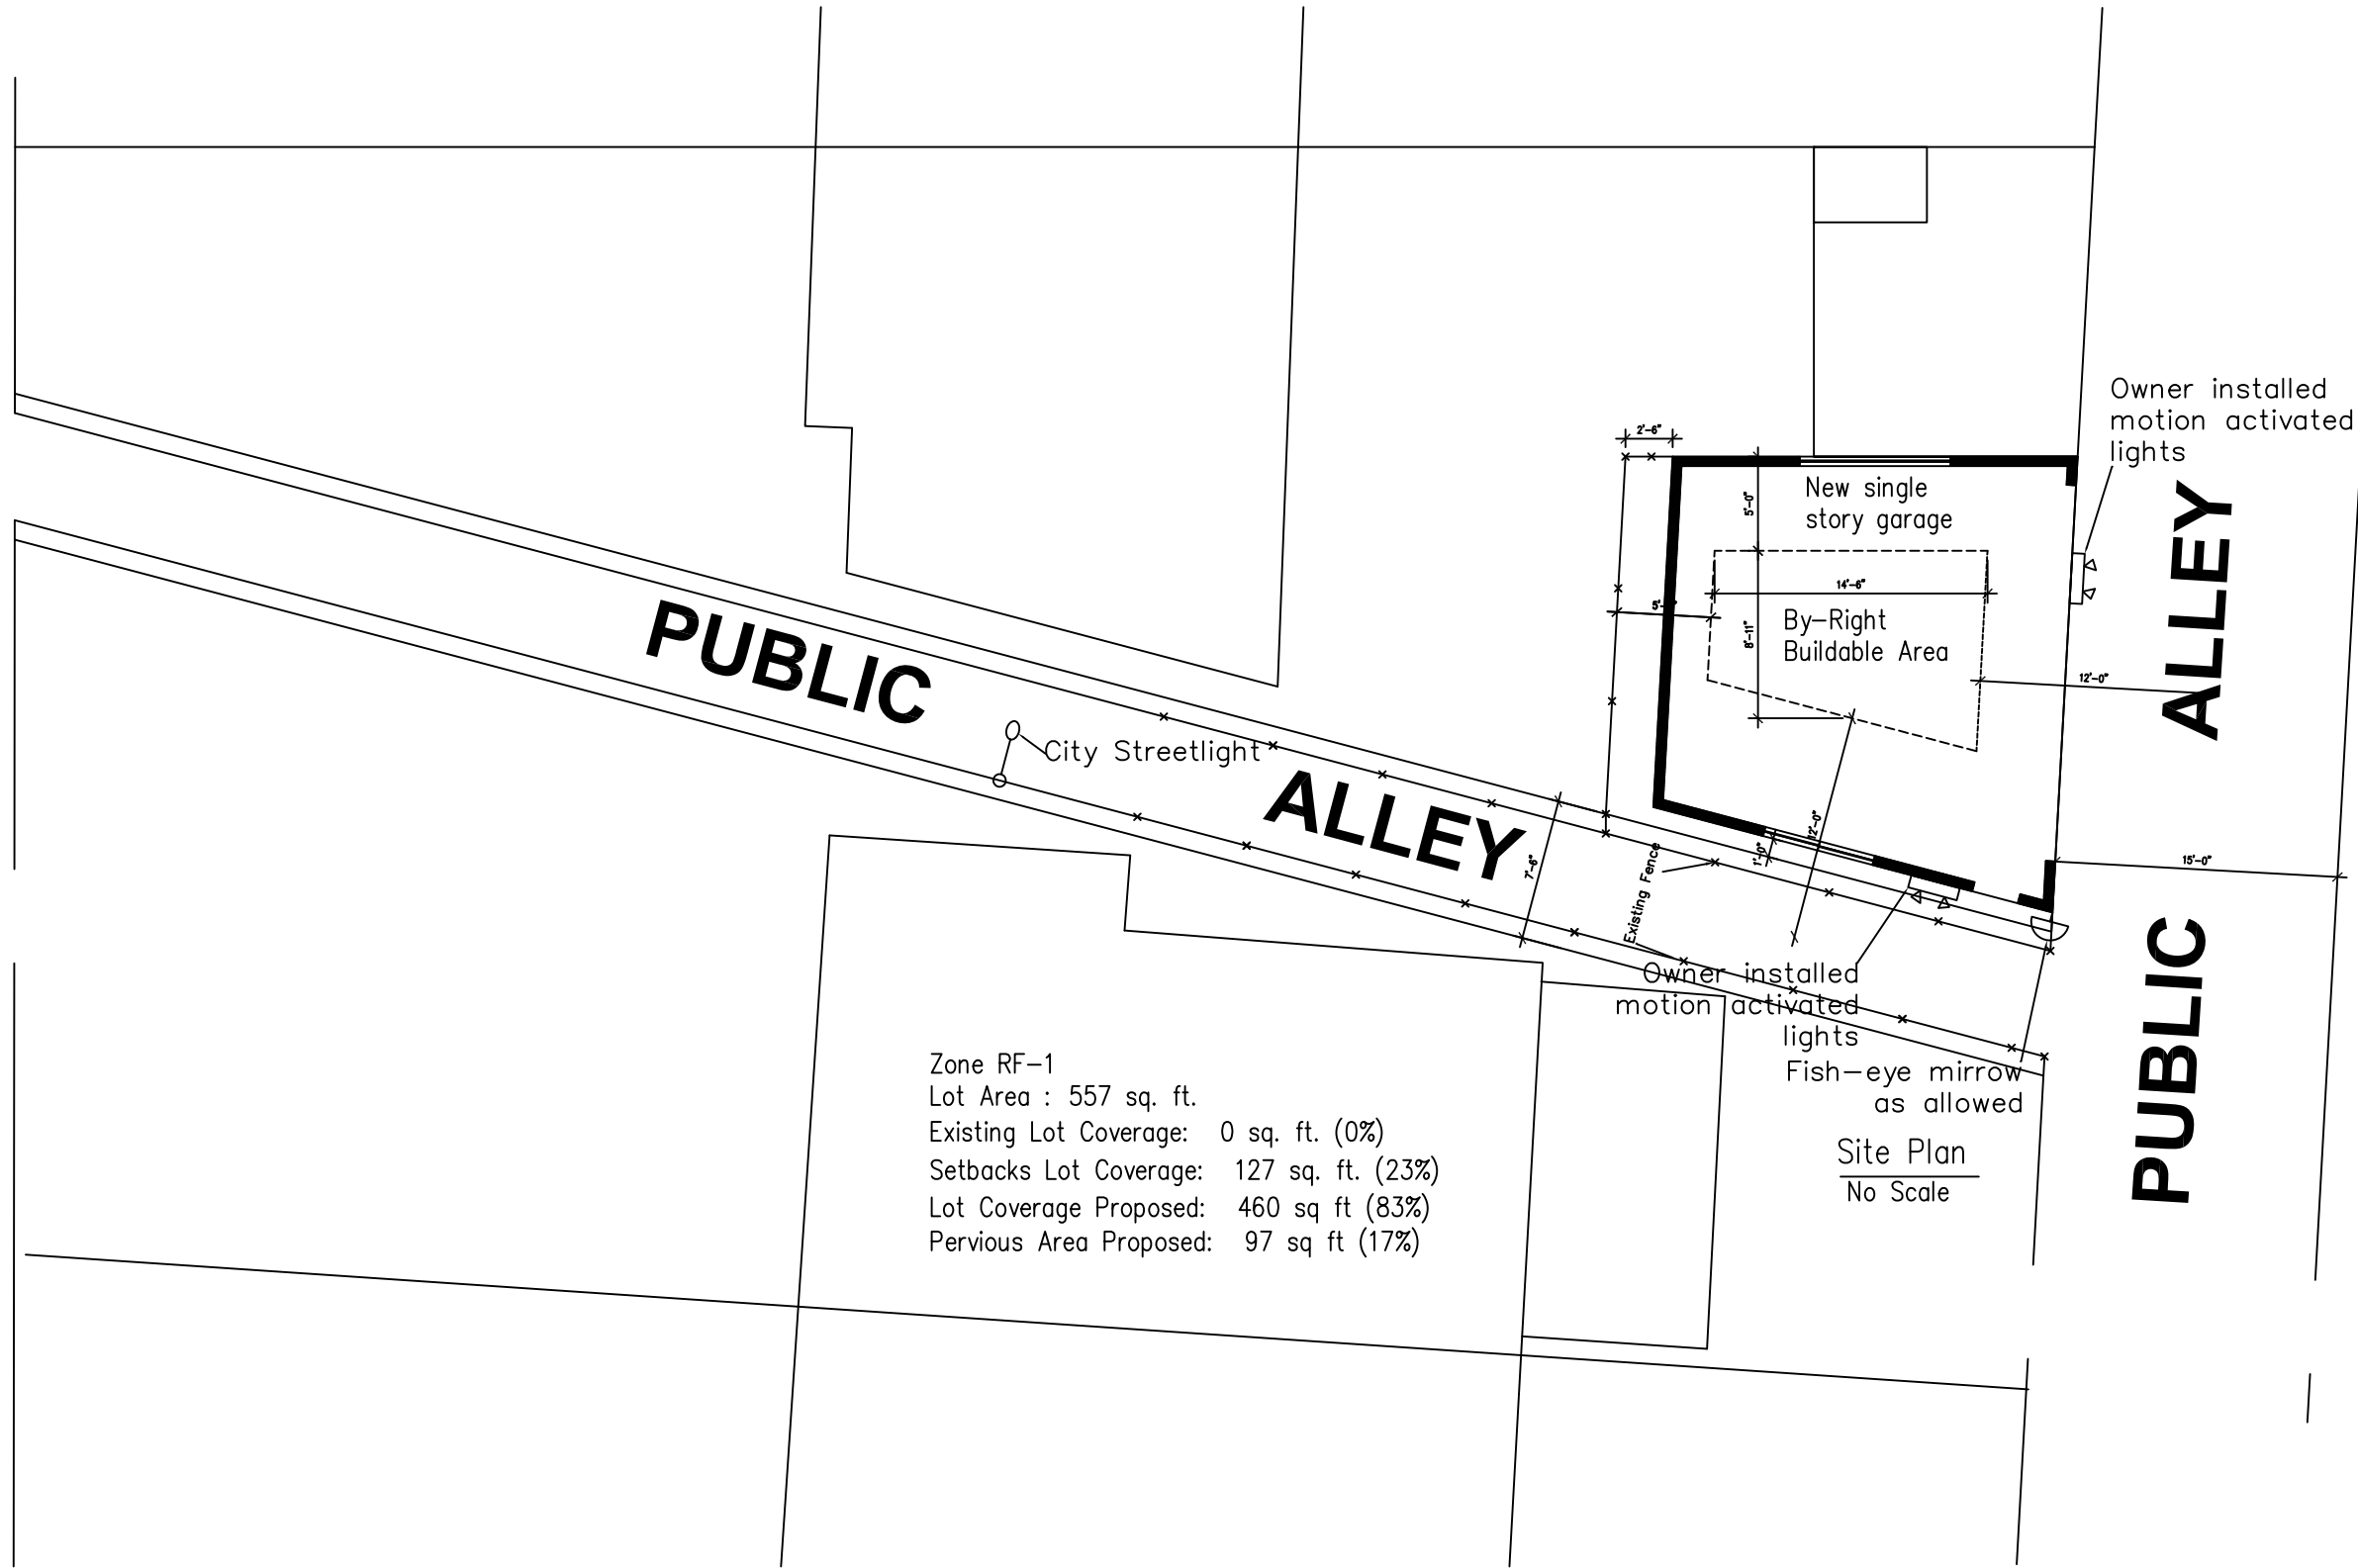 Owner installed
motion activated
lights
2'-6"
New single
story garage
5'-0"
14'-6"
By-Right
Buildable Area
8'-11"
12'-0"
ALLEY
PUBLIC
City Streetlight
ALLEY
7'-6"
Existing Fence
1'-0"
12'-0"
15'-0"
PUBLIC
Owner installed
motion activated
lights
Fish-eye mirrow
as allowed
Site Plan
No Scale
Zone RF-1
Lot Area : 557 sq. ft.
Existing Lot Coverage: 0 sq. ft. (0%)
Setbacks Lot Coverage: 127 sq. ft. (23%)
Lot Coverage Proposed: 460 sq ft (83%)
Pervious Area Proposed: 97 sq ft (17%)